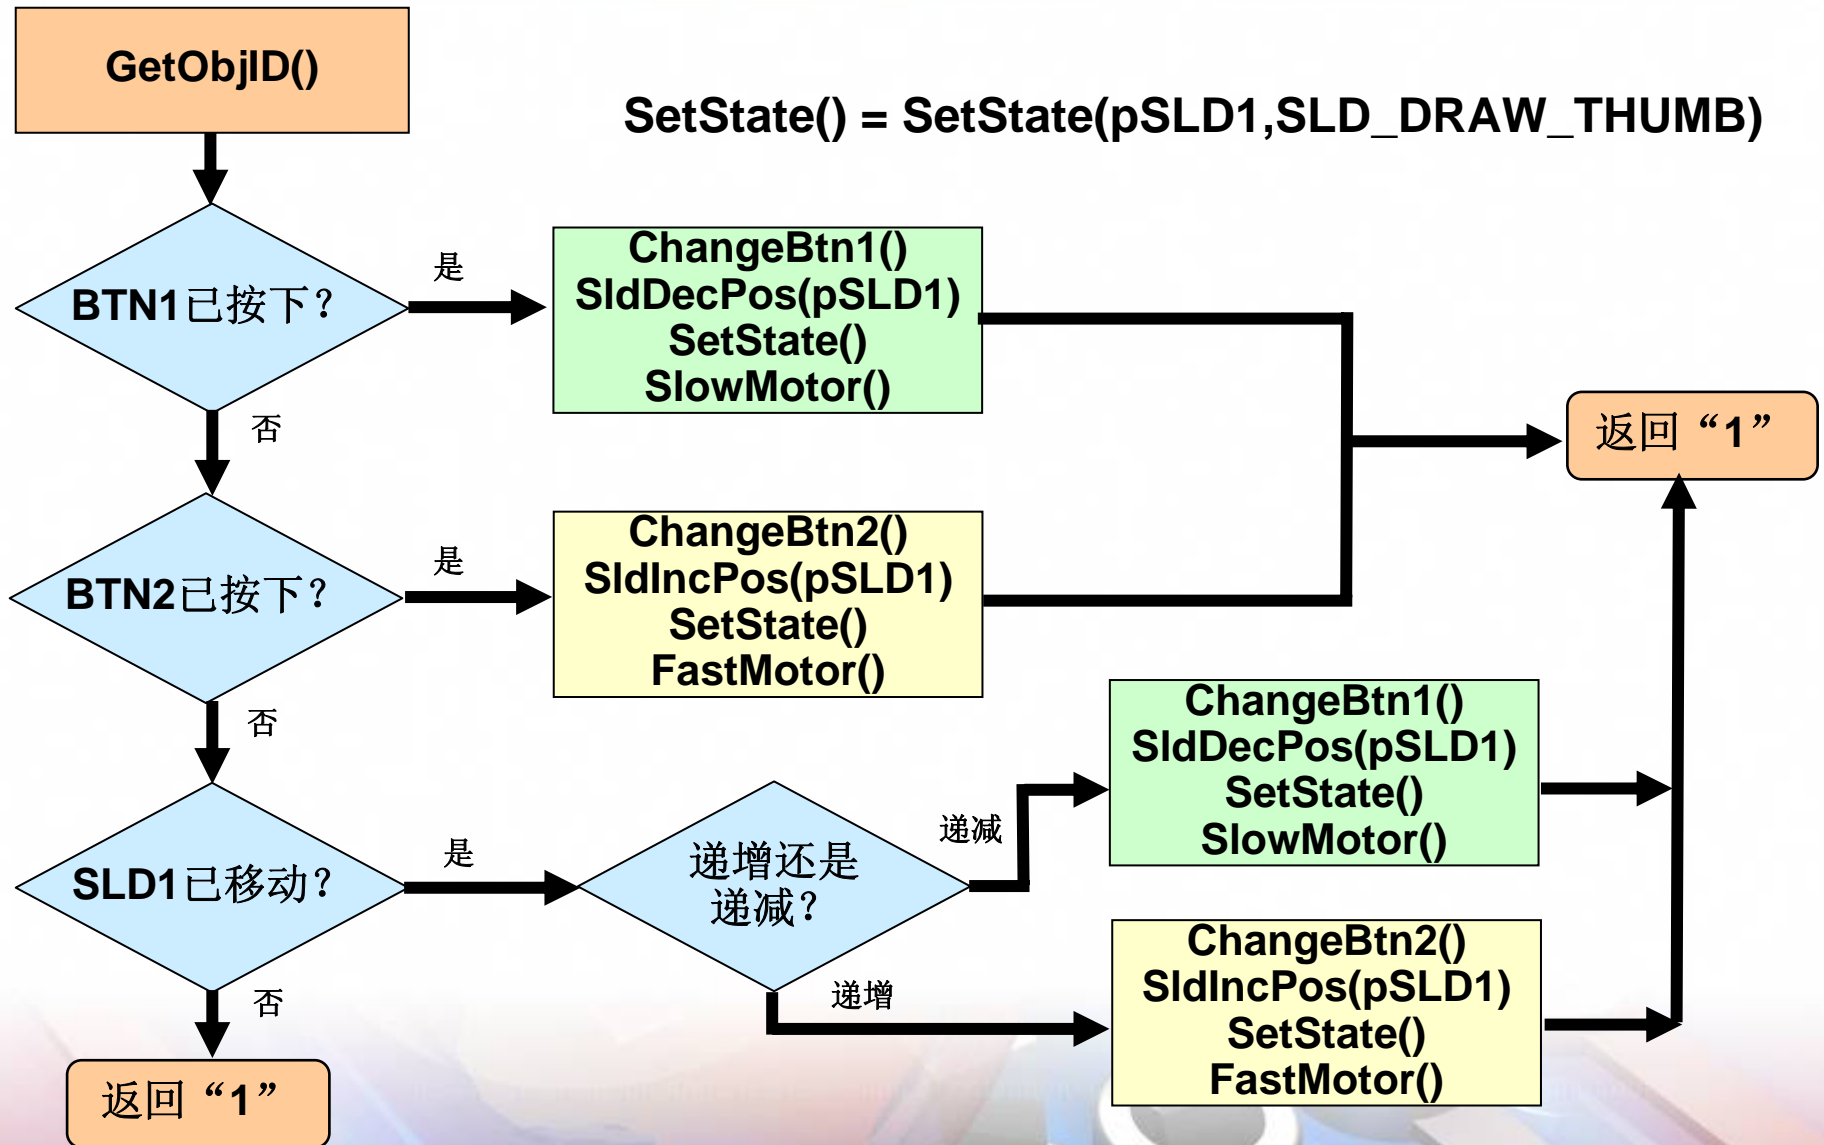 GetObjID()
SetState() = SetState(pSLD1,SLD_DRAW_THUMB)
BTN1已按下？
是
ChangeBtn1()
SldDecPos(pSLD1)
SetState()
SlowMotor()
否
返回“1”
BTN2已按下？
是
ChangeBtn2()
SldIncPos(pSLD1)
SetState()
FastMotor()
否
SLD1已移动？
是
递增还是
递减？
递减
ChangeBtn1()
SldDecPos(pSLD1)
SetState()
SlowMotor()
递增
ChangeBtn2()
SldIncPos(pSLD1)
SetState()
FastMotor()
否
返回“1”